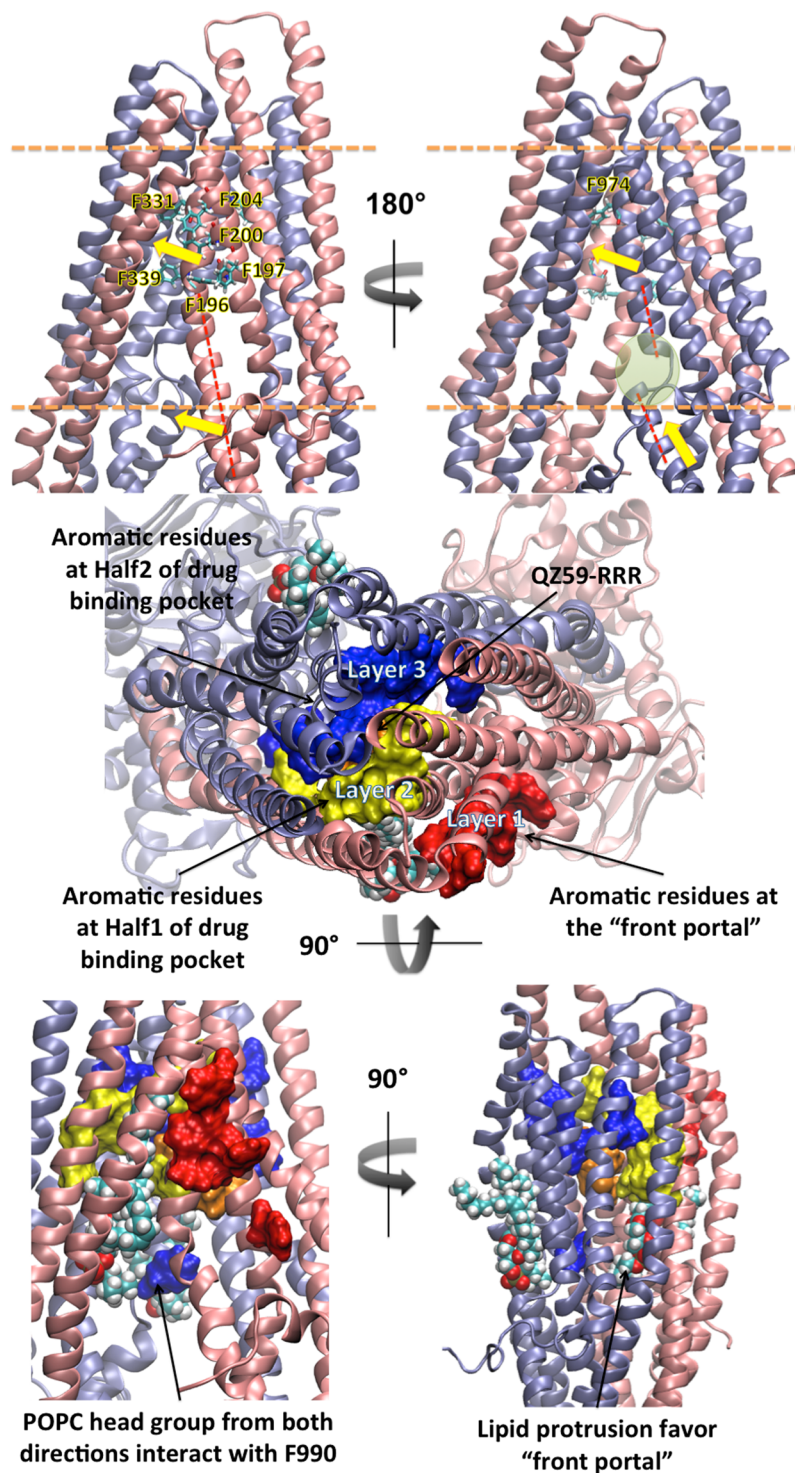 F331
F204
F200
F339
F197
F196
180°
F974
Aromatic residues
at Half2 of drug
binding pocket
QZ59-RRR
Layer 3
Layer 2
Layer 1
Aromatic residues
at Half1 of drug
binding pocket
Aromatic residues at
the “front portal”
90°
90°
POPC head group from both
directions interact with F990
Lipid protrusion favor
“front portal”